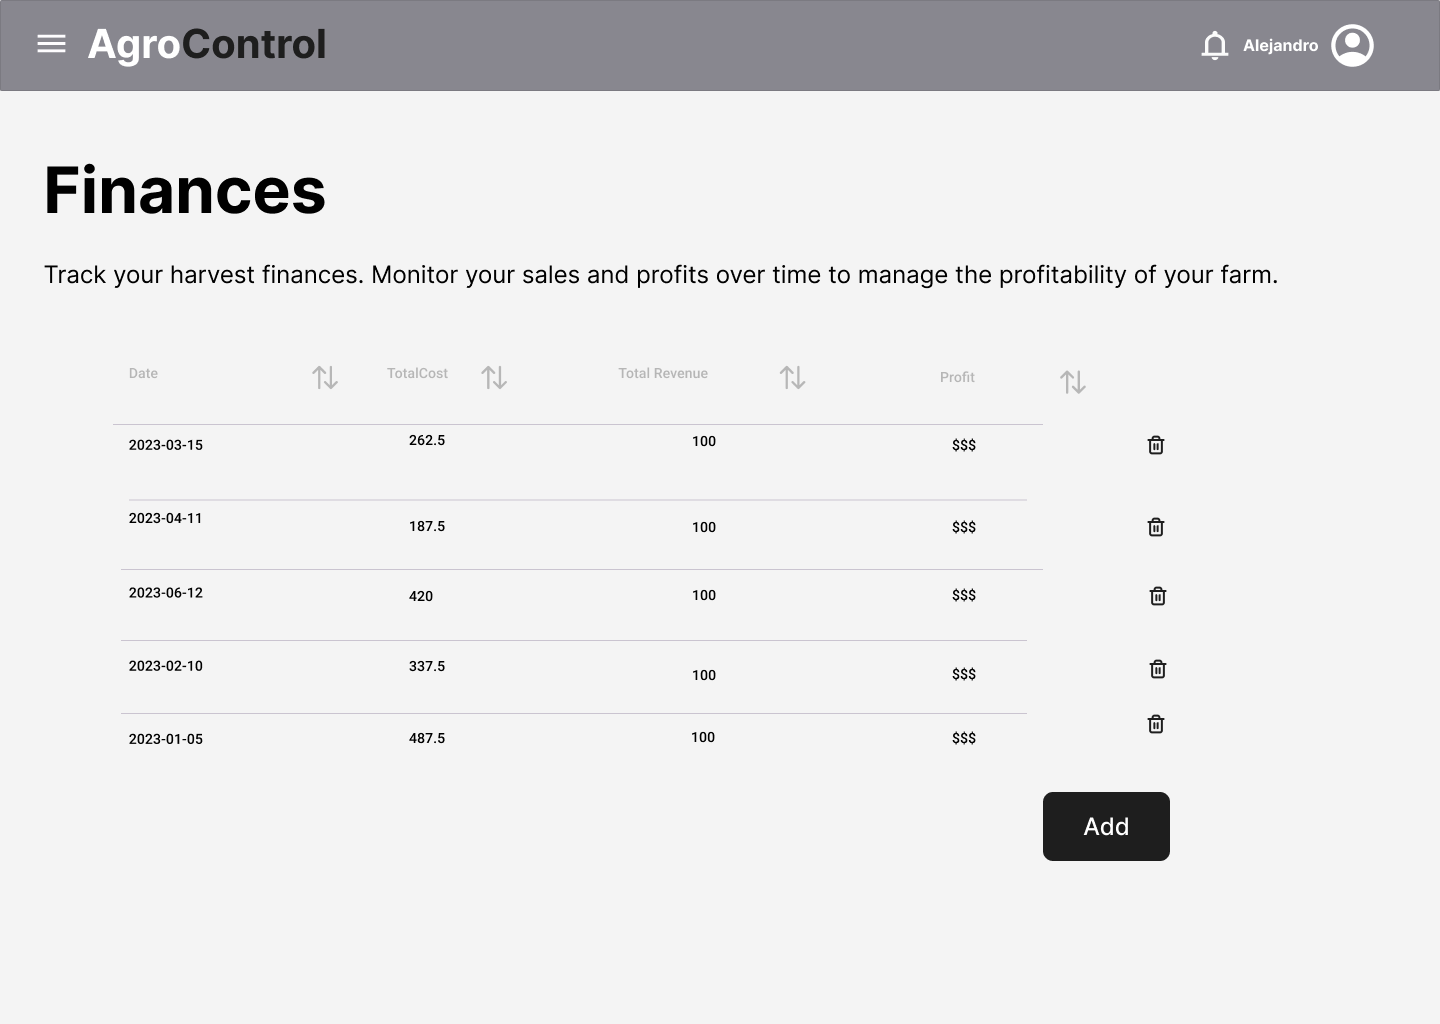 AgroControl
Alejandro
Finances
Track your harvest finances. Monitor your sales and profits over time to manage the profitability of your farm.
Date TotalCost Total Revenue Profit
2023-03-15 262.5 100 $$$
2023-04-11 187.5 100 $$$
2023-06-12 420 100 $$$
2023-02-10 337.5 100 $$$
2023-01-05 487.5 100 $$$
Add